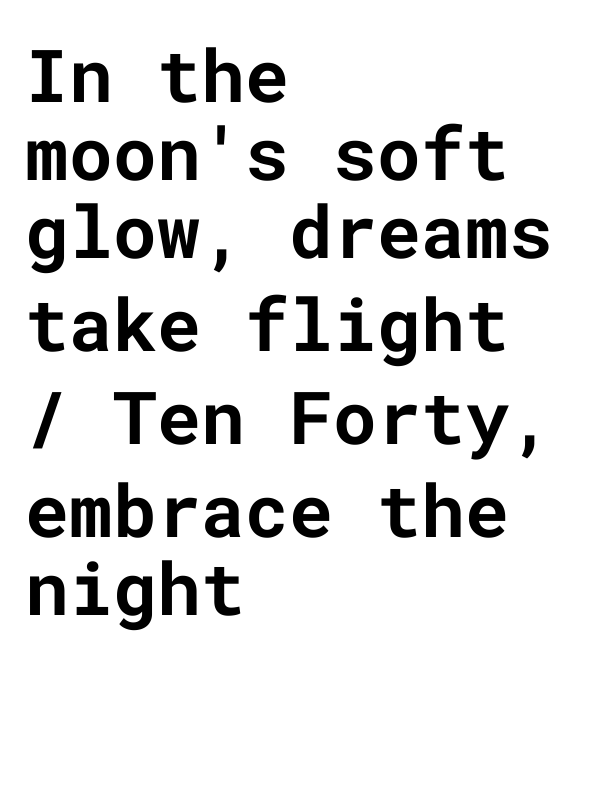 In the
moon's soft
glow, dreams
take flight
/ Ten Forty,
embrace the
night